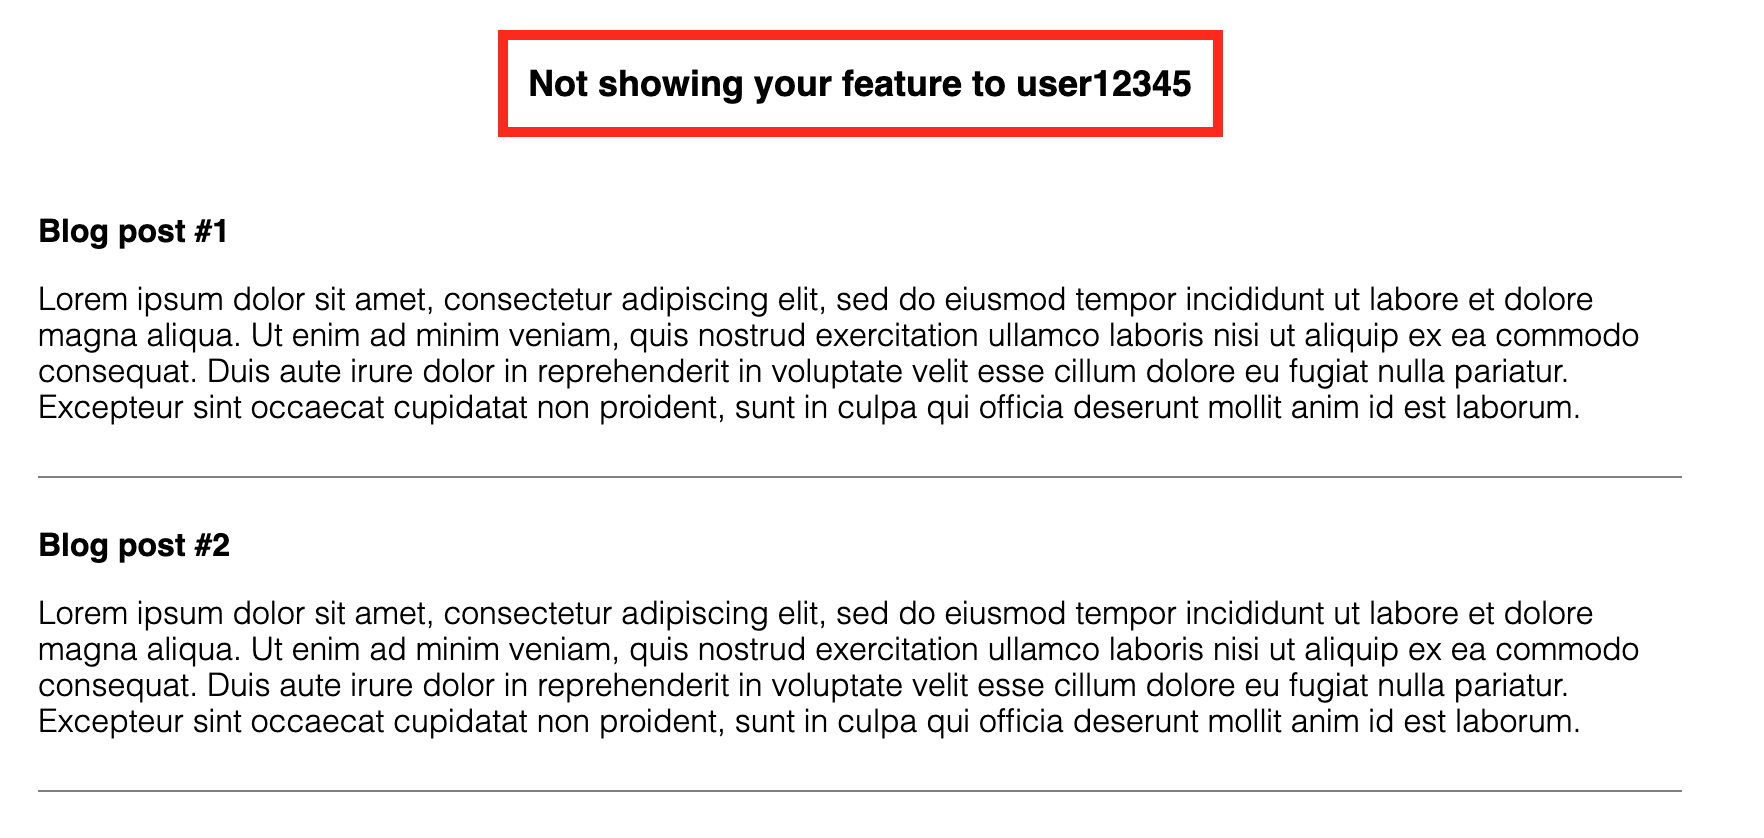 Not showing your feature to user12345
Blog post #1
Lorem ipsum dolor sit amet, consectetur adipiscing elit, sed do eiusmod tempor incididunt ut labore et dolore
magna aliqua. Ut enim ad minim veniam, quis nostrud exercitation ullamco laboris nisi ut aliquip ex ea commodo
consequat. Duis aute irure dolor in reprehenderit in voluptate velit esse cillum dolore eu fugiat nulla pariatur.
Excepteur sint occaecat cupidatat non proident, sunt in culpa qui officia deserunt mollit anim id est laborum.
Blog post #2
Lorem ipsum dolor sit amet, consectetur adipiscing elit, sed do eiusmod tempor incididunt ut labore et dolore
magna aliqua. Ut enim ad minim veniam, quis nostrud exercitation ullamco laboris nisi ut aliquip ex ea commodo
consequat. Duis aute irure dolor in reprehenderit in voluptate velit esse cillum dolore eu fugiat nulla pariatur.
Excepteur sint occaecat cupidatat non proident, sunt in culpa qui officia deserunt mollit anim id est laborum.